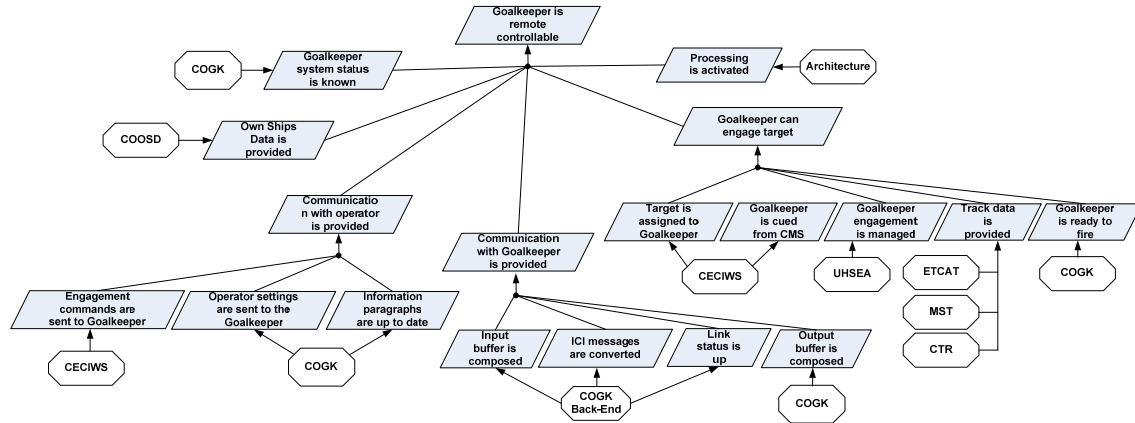 Goalkeeper is
remote
controllable
COGK
Goalkeeper
system status
is known
Processing
is activated
Architecture
COOSD
Own Ships
Data is
provided
Goalkeeper can
engage target
Communicatio
n with operator
is provided
Communication
with Goalkeeper
is provided
Target is
assigned to
Goalkeeper
Goalkeeper
is cued
from CMS
Goalkeeper
engagement
is managed
Track data
is
provided
Goalkeeper
is ready to
fire
CECIWS
UHSEA
ETCAT
MST
CTR
COGK
Engagement
commands are
sent to Goalkeeper
Operator settings
are sent to the
Goalkeeper
Information
paragraphs
are up to date
CECIWS
COGK
Input
buffer is
composed
ICI messages
are converted
Link
status is
up
Output
buffer is
composed
COGK
Back-End
COGK